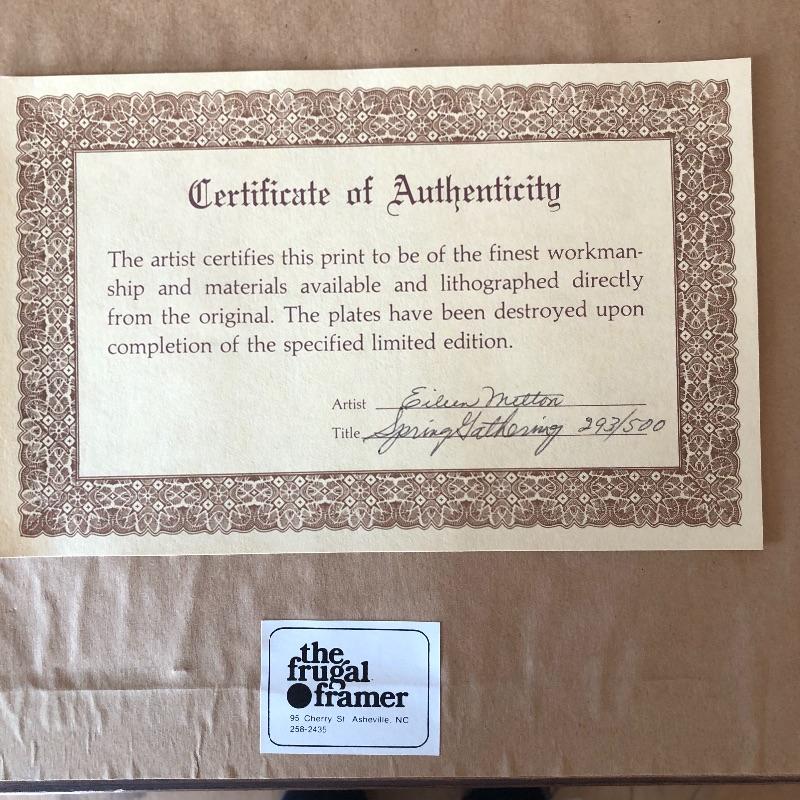 Certificate of Authenticity
The artist certifies this print to be of the finest workman-
ship and materials available and lithographed directly
from the original. The plates have been destroyed upon
completion of the specified limited edition.
Artist Eileen Melton
Title Spring Gathering 293/500
the
frugal
framer
95 Cherry St Asheville, NC
258-2435